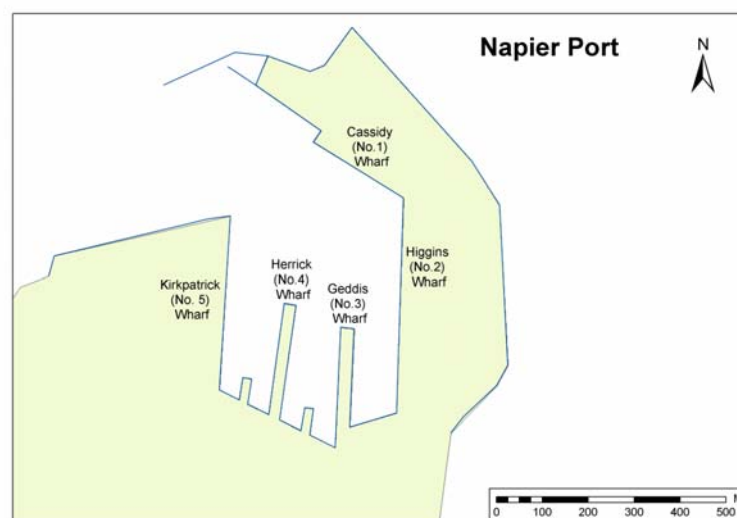 Napier Port
N
Cassidy
(No.1)
Wharf
Higgins
(No.2)
Wharf
Herrick
(No.4)
Wharf
Geddis
(No.3)
Wharf
Kirkpatrick
(No. 5)
Wharf
0 100 200 300 400 500